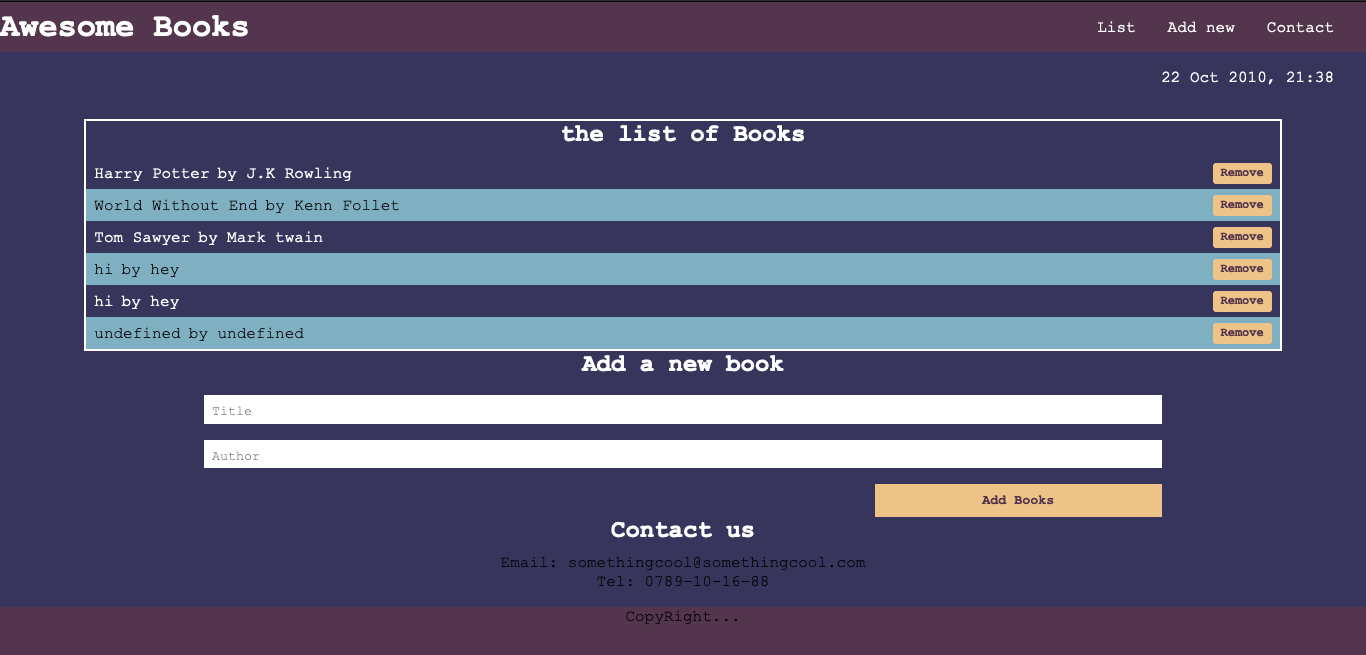 Awesome Books
List Add new Contact
22 Oct 2010, 21:38
the list of Books
Harry Potter by J.K Rowling Remove
World Without End by Kenn Follet Remove
Tom Sawyer by Mark twain Remove
hi by hey Remove
hi by hey Remove
undefined by undefined Remove
Add a new book
Title
Author
Add Books
Contact us
Email: somethingcool@somethingcool.com
Tel: 0789-10-16-88
CopyRight...